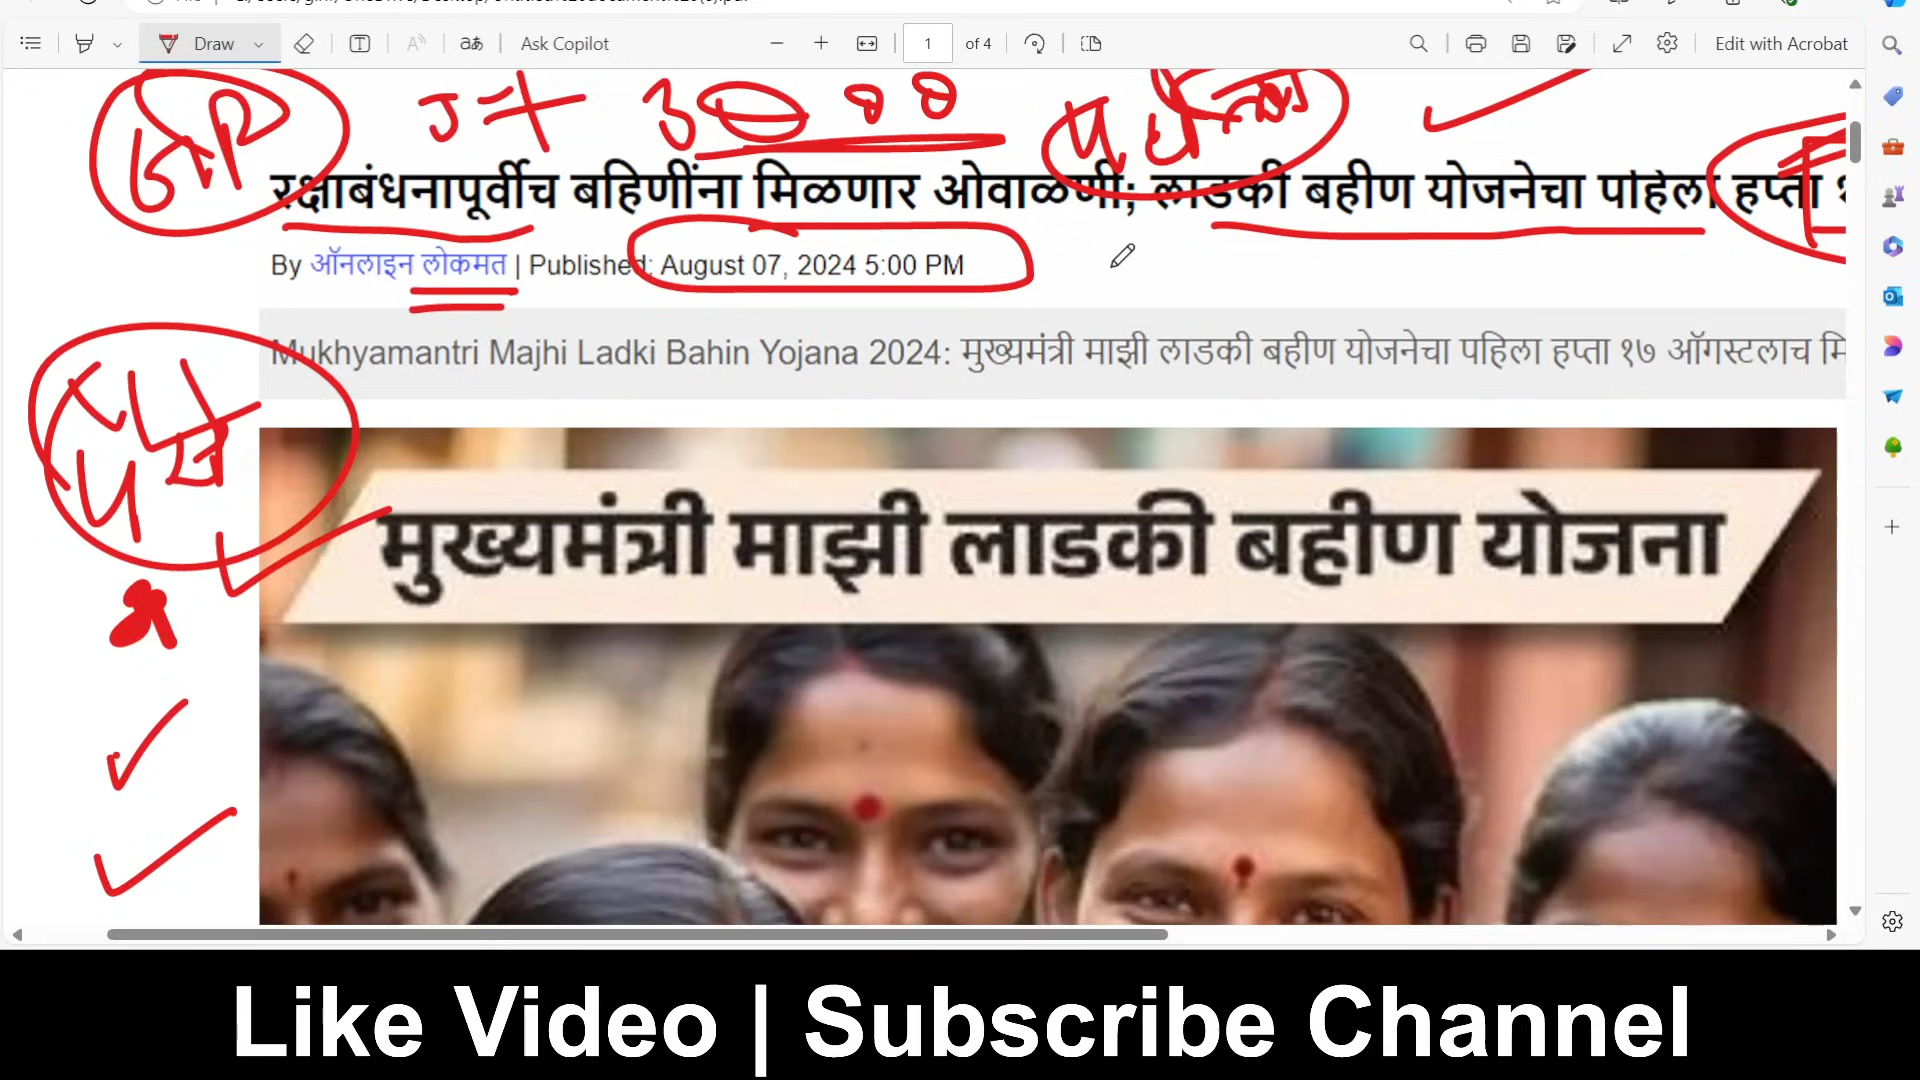 Draw
Ask Copilot
1 of 4
Edit with Acrobat
3000
रक्षाबंधनापूर्वीच बहिणींना मिळणार ओवाळणी; लाडकी बहीण योजनेचा पहिला हप्ता
By ऑनलाइन लोकमत | Published: August 07, 2024 5:00 PM
Mukhyamantri Majhi Ladki Bahin Yojana 2024: मुख्यमंत्री माझी लाडकी बहीण योजनेचा पहिला हप्ता १७ ऑगस्टलाच
मुख्यमंत्री माझी लाडकी बहीण योजना
Like Video | Subscribe Channel